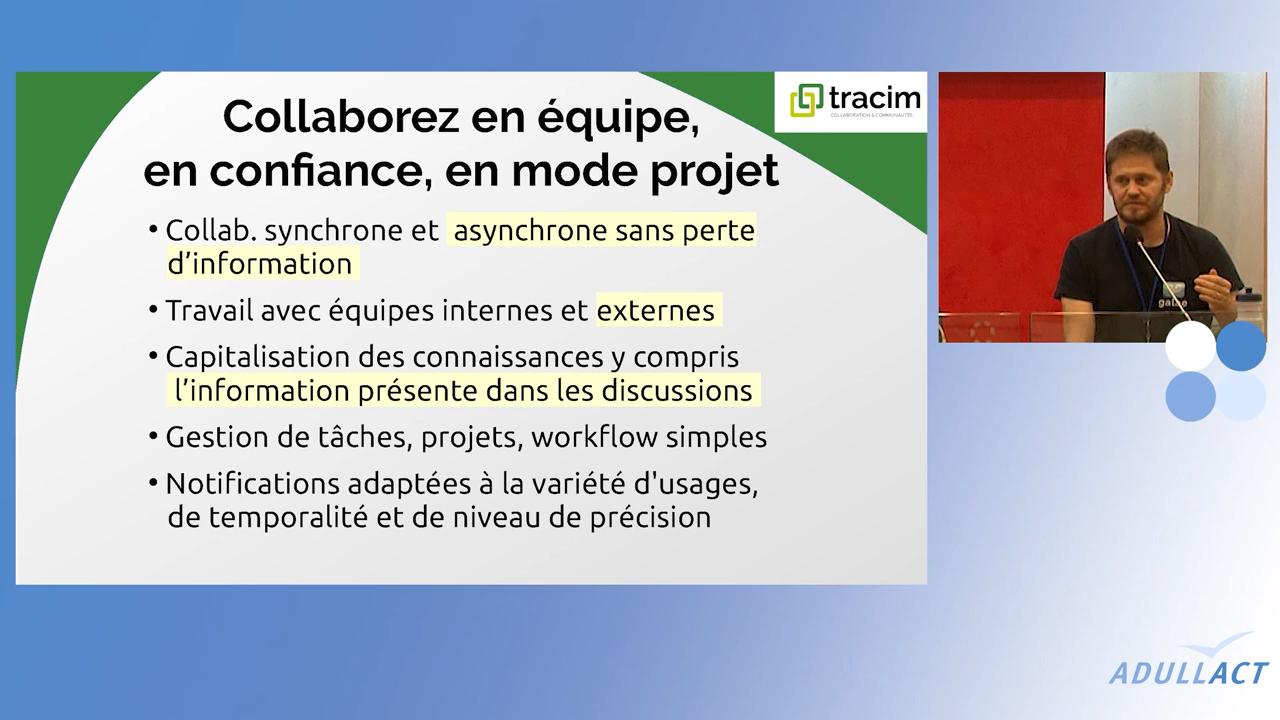 Collaborez en équipe,
en confiance, en mode projet
tracim
COLLABORATION & COMMUNAUTÉS
• Collab. synchrone et asynchrone sans perte
d’information
• Travail avec équipes internes et externes
• Capitalisation des connaissances y compris
l’information présente dans les discussions
• Gestion de tâches, projets, workflow simples
• Notifications adaptées à la variété d'usages,
de temporalité et de niveau de précision
ADULLACT